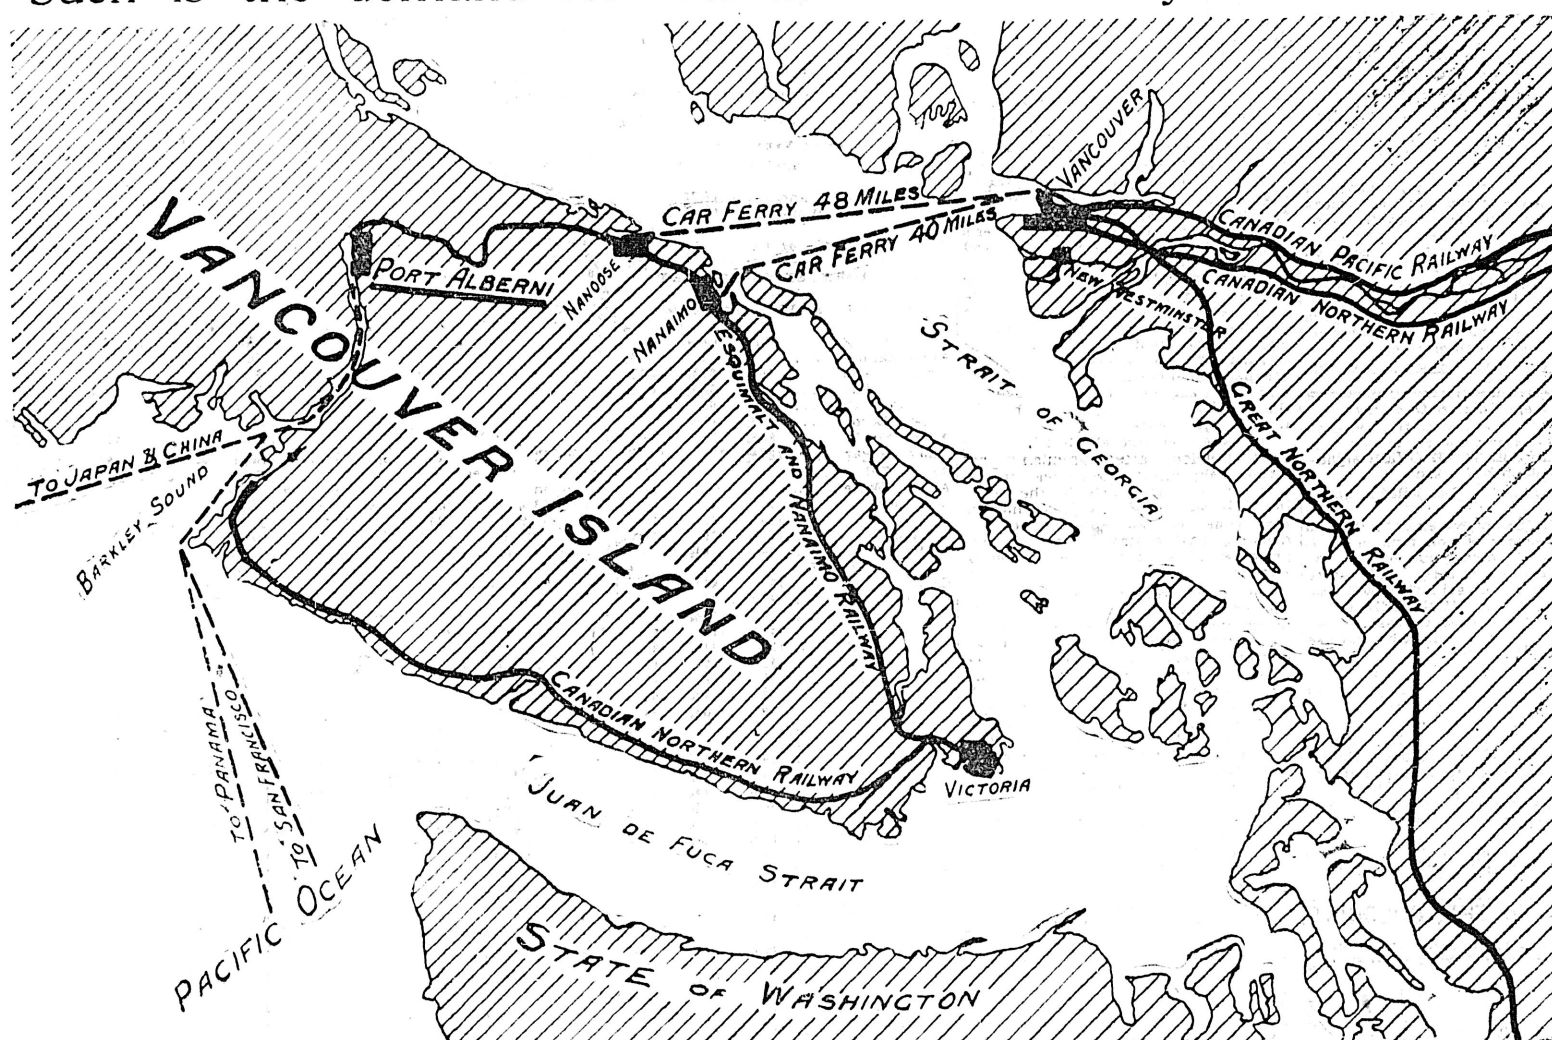 VANCOUVER
CAR FERRY 48 MILES
CAR FERRY 40 MILES
CANADIAN PACIFIC RAILWAY
CANADIAN NORTHERN RAILWAY
NEW WESTMINSTER
PORT ALBERNI
NANOOSE
NANAIMO
VANCOUVER ISLAND
ESQUIMALT AND NANAIMO RAILWAY
STRAIT OF GEORGIA
GREAT NORTHERN RAILWAY
TO JAPAN & CHINA
BARKLEY SOUND
CANADIAN NORTHERN RAILWAY
VICTORIA
TO PANAMA
TO SAN FRANCISCO
JUAN DE FUCA STRAIT
PACIFIC OCEAN
STATE OF WASHINGTON